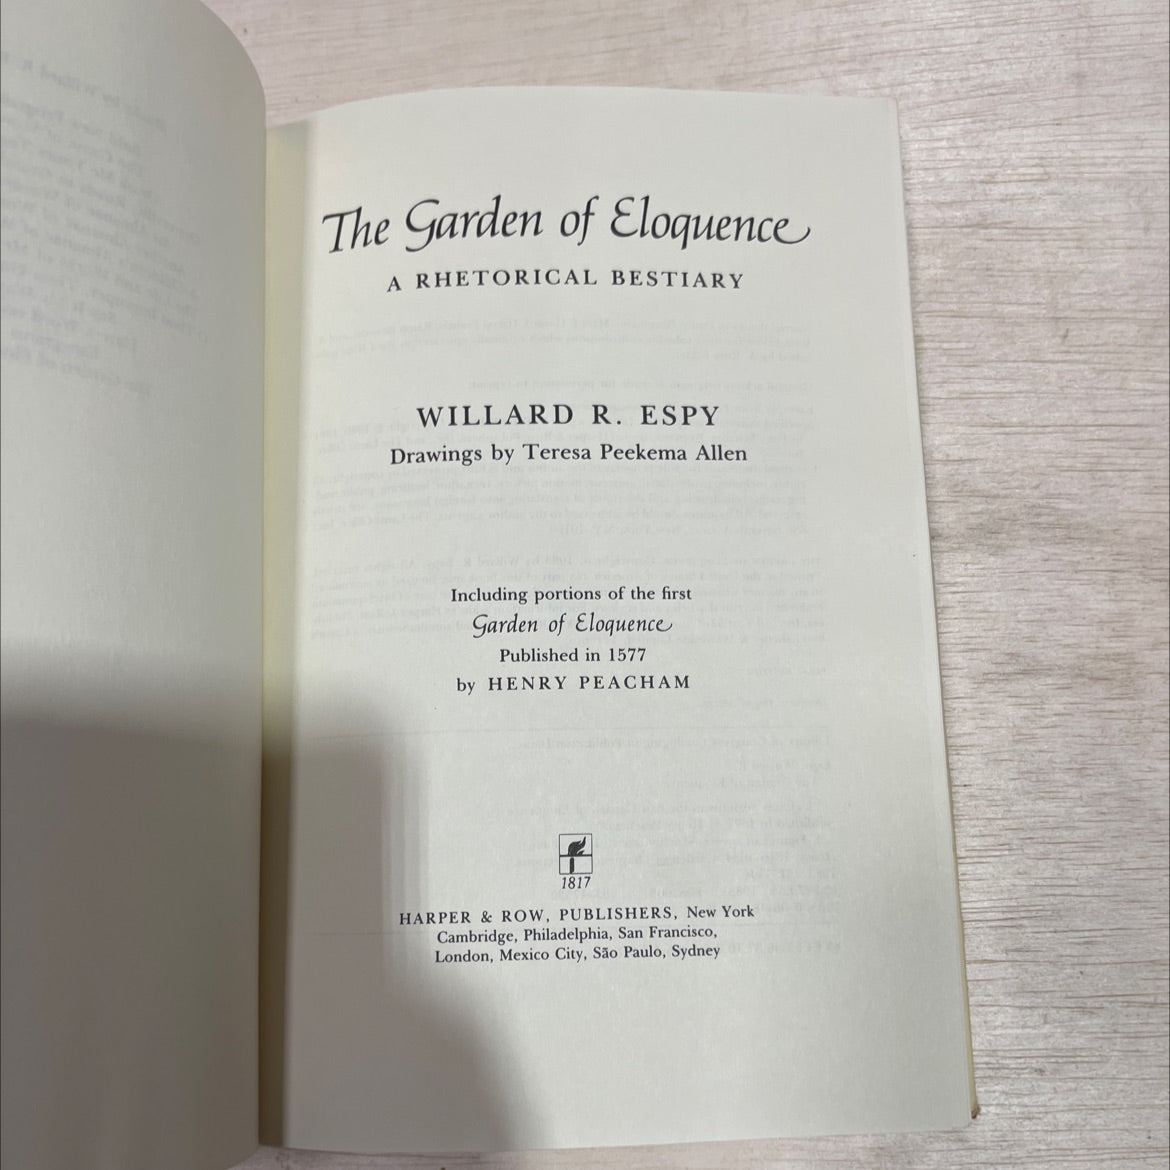 The Garden of Eloquence
A RHETORICAL BESTIARY
WILLARD R. ESPY
Drawings by Teresa Peekema Allen
Including portions of the first
Garden of Eloquence
Published in 1577
by HENRY PEACHAM
1817
HARPER & ROW, PUBLISHERS, New York
Cambridge, Philadelphia, San Francisco,
London, Mexico City, São Paulo, Sydney